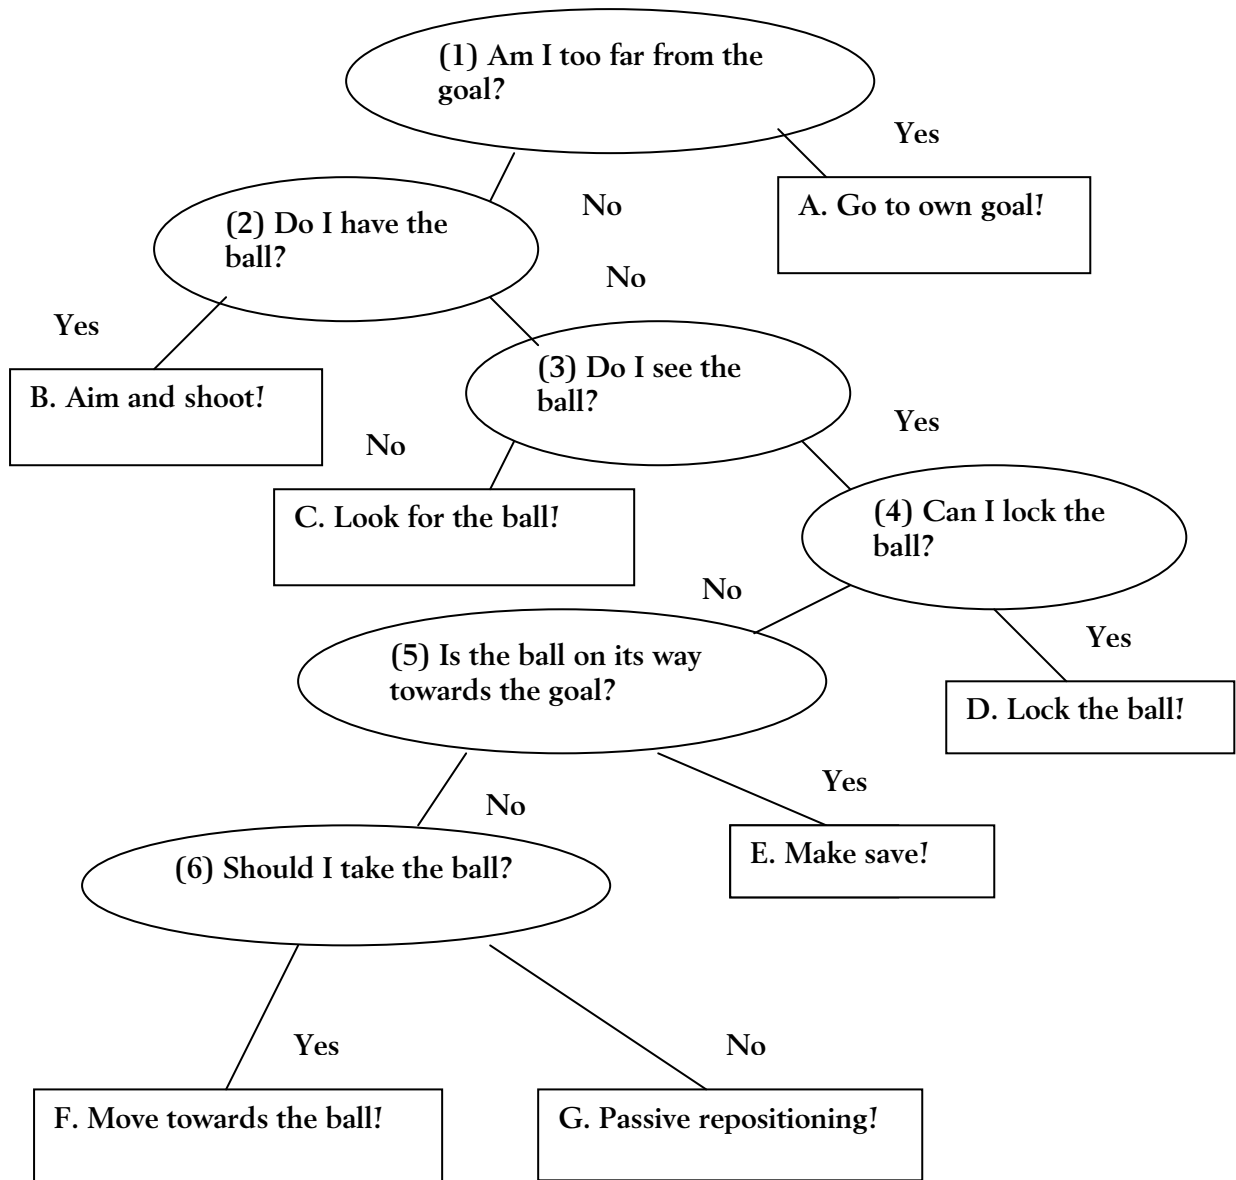 (1) Am I too far from the
goal?
Yes
No
A. Go to own goal!
(2) Do I have the
ball?
No
Yes
(3) Do I see the
ball?
B. Aim and shoot!
No
Yes
C. Look for the ball!
(4) Can I lock the
ball?
No
Yes
(5) Is the ball on its way
towards the goal?
D. Lock the ball!
Yes
No
(6) Should I take the ball?
E. Make save!
Yes
No
F. Move towards the ball!
G. Passive repositioning!